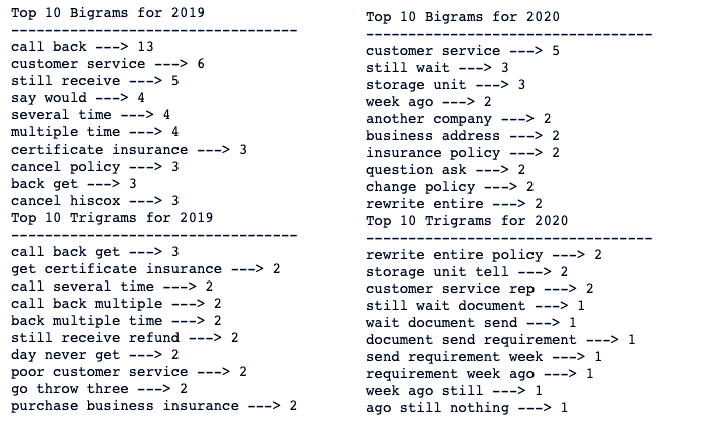 Top 10 Bigrams for 2019
----------------------------------
call back ---> 13
customer service ---> 6
still receive ---> 5
say would ---> 4
several time ---> 4
multiple time ---> 4
certificate insurance ---> 3
cancel policy ---> 3
back get ---> 3
cancel hiscox ---> 3
Top 10 Trigrams for 2019
----------------------------------
call back get ---> 3
get certificate insurance ---> 2
call several time ---> 2
call back multiple ---> 2
back multiple time ---> 2
still receive refund ---> 2
day never get ---> 2
poor customer service ---> 2
go throw three ---> 2
purchase business insurance ---> 2
Top 10 Bigrams for 2020
----------------------------------
customer service ---> 5
still wait ---> 3
storage unit ---> 3
week ago ---> 2
another company ---> 2
business address ---> 2
insurance policy ---> 2
question ask ---> 2
change policy ---> 2
rewrite entire ---> 2
Top 10 Trigrams for 2020
----------------------------------
rewrite entire policy ---> 2
storage unit tell ---> 2
customer service rep ---> 2
still wait document ---> 1
wait document send ---> 1
document send requirement ---> 1
send requirement week ---> 1
requirement week ago ---> 1
week ago still ---> 1
ago still nothing ---> 1